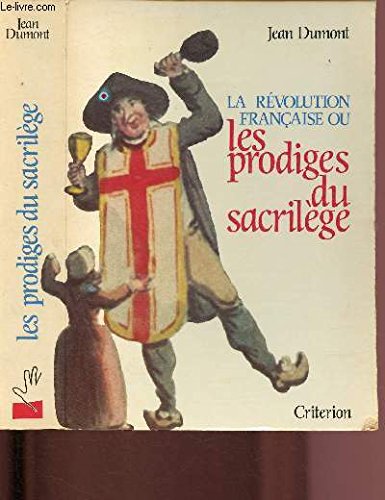 Le-livre.com
Jean
Dumont
les prodiges du sacrilège
Jean Dumont
LA RÉVOLUTION
FRANÇAISE OU
les
prodiges
du
sacrilège
Criterion